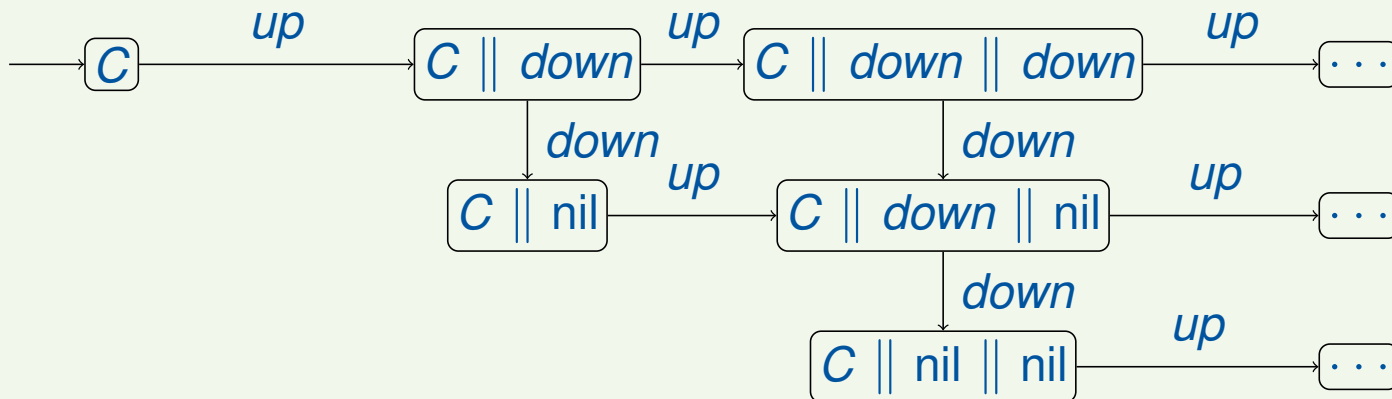 up up up
C C || down C || down || down ...
down down
up up
C || nil C || down || nil ...
down
up
C || nil || nil ...